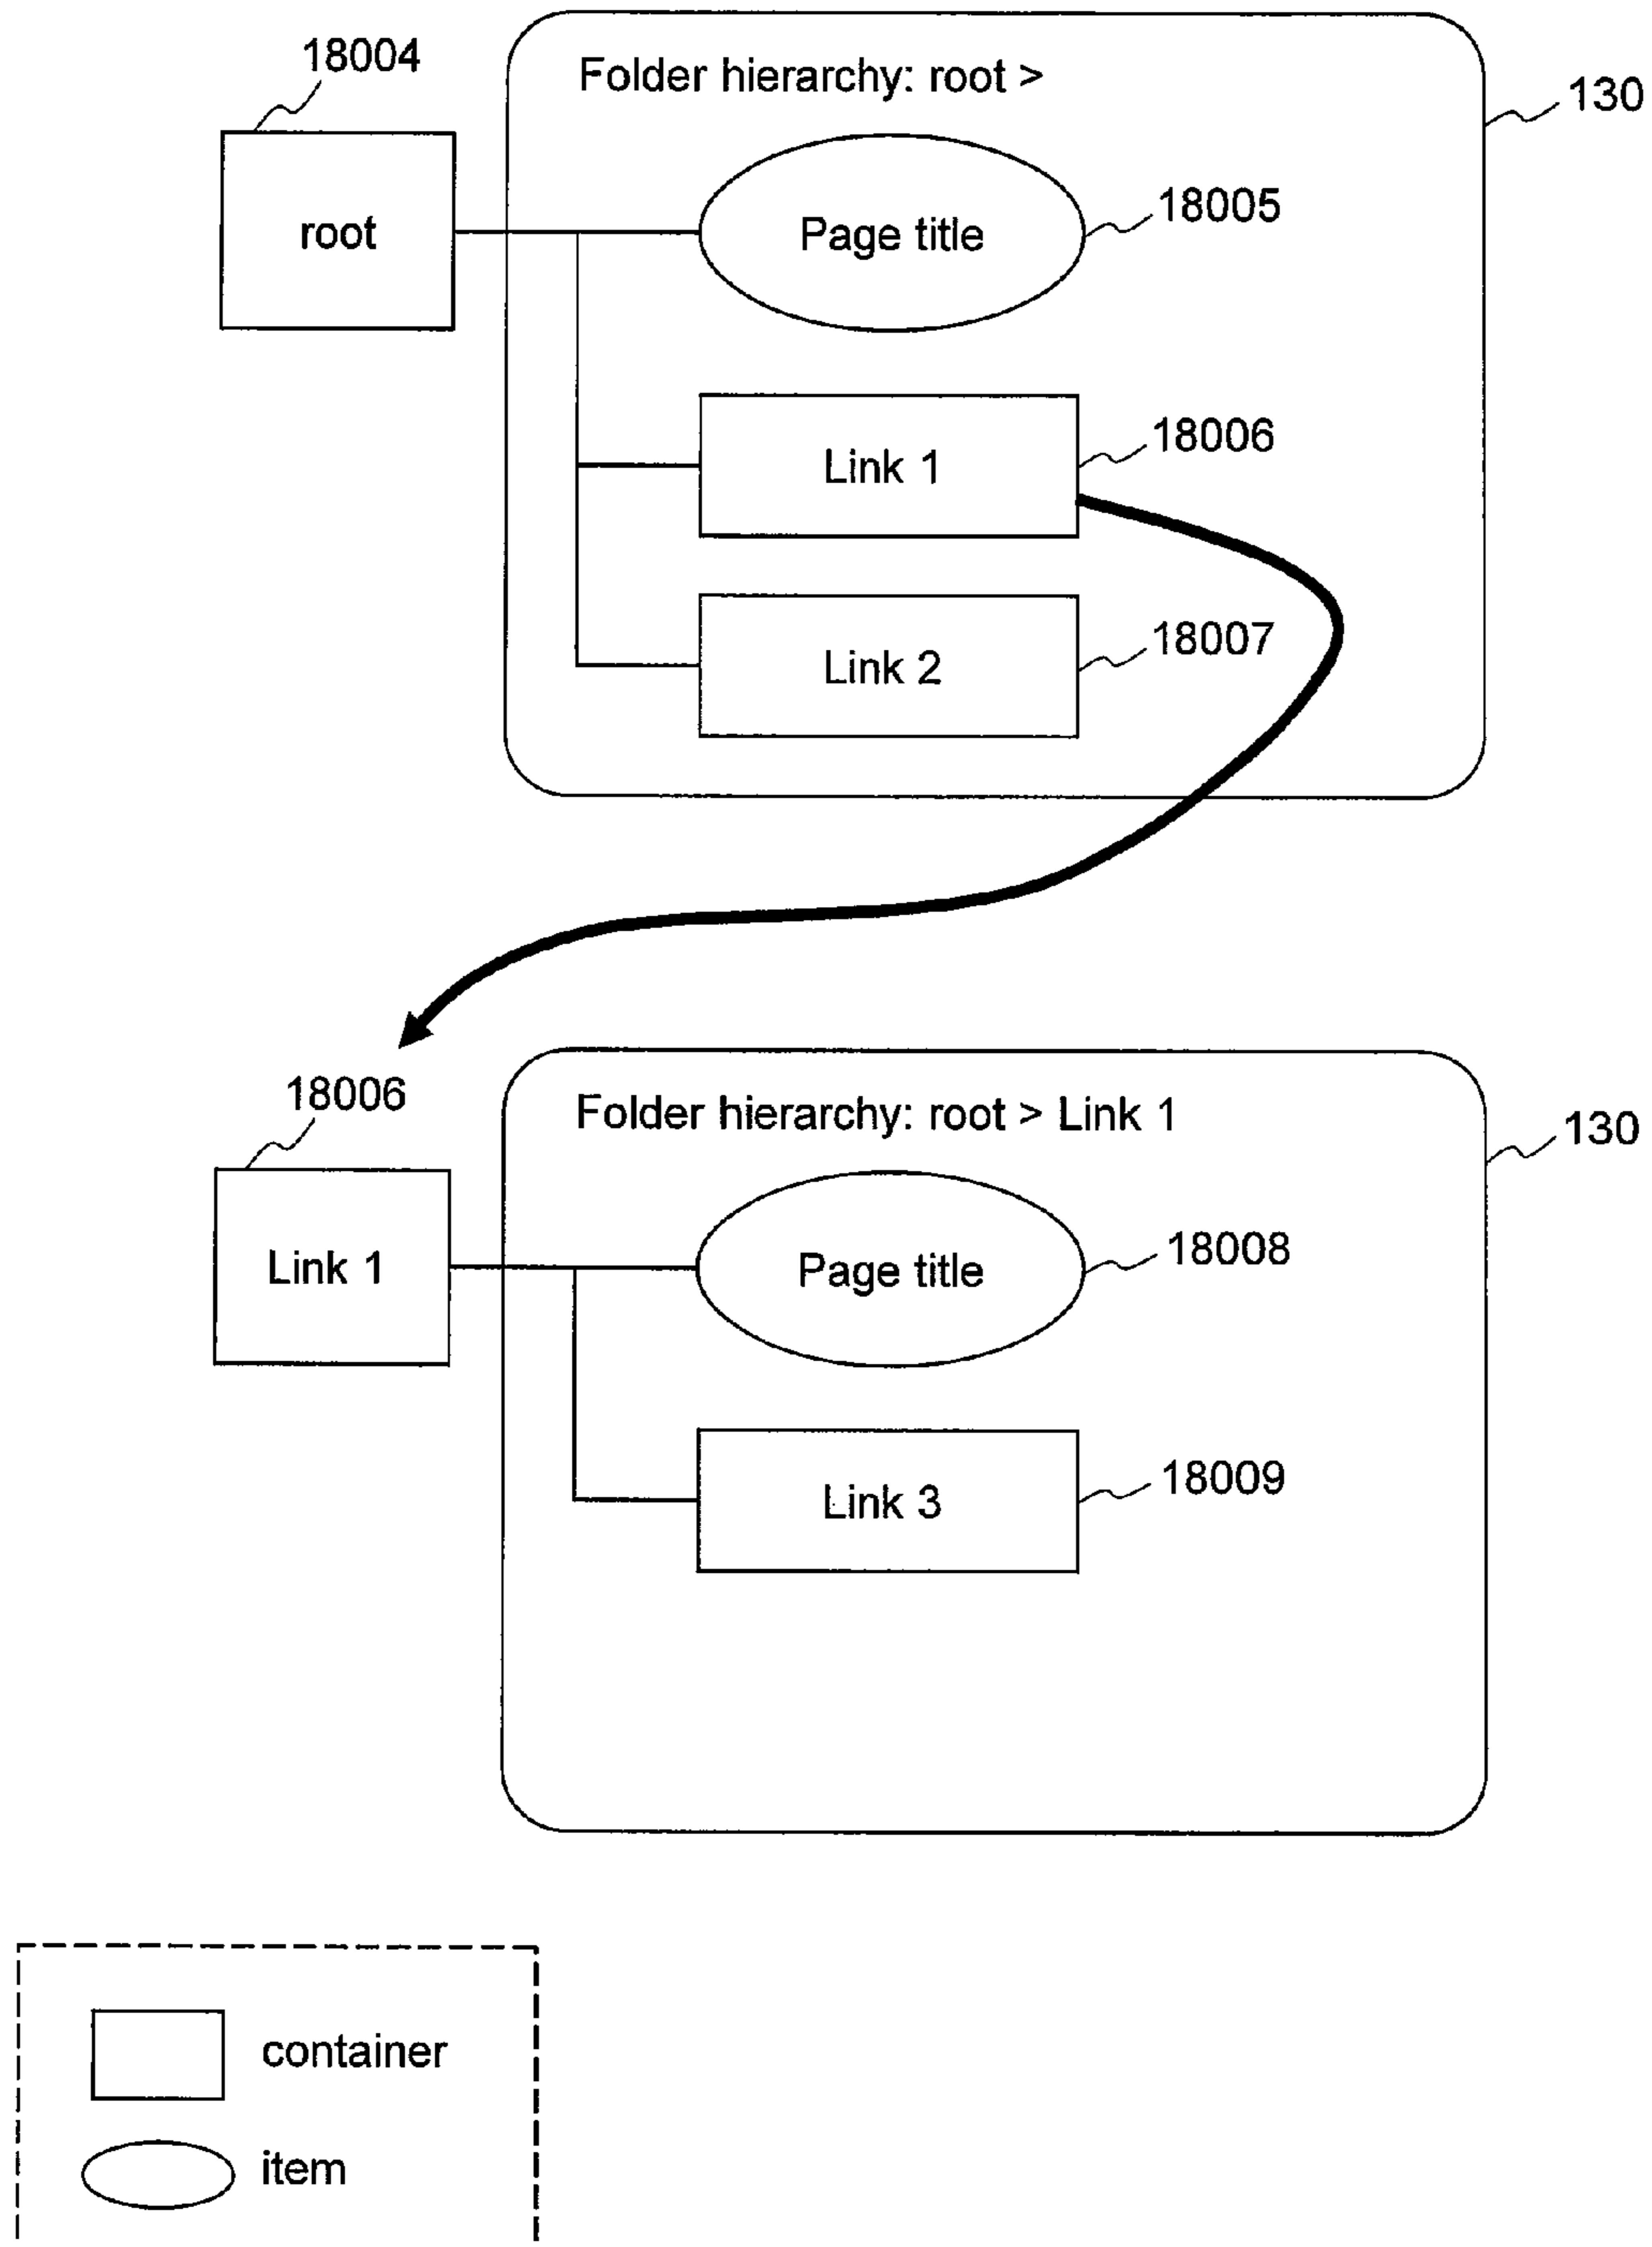 18004
Folder hierarchy: root >
130
root
Page title
18005
Link 1
18006
Link 2
18007
18006
Folder hierarchy: root > Link 1
130
Link 1
Page title
18008
Link 3
18009
container
item